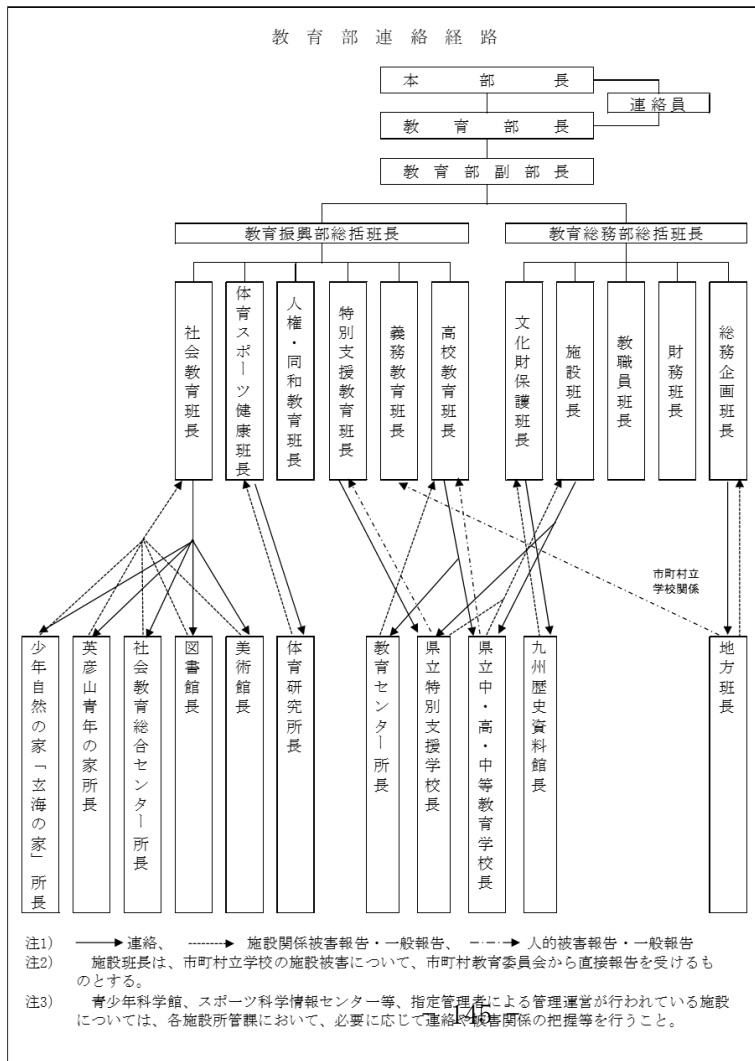 教育部連絡経路
本部長
連絡員
教育部長
教育部副部長
教育振興部総括班長
教育総務部総括班長
社会教育班長
体育スポーツ健康班長
人権・同和教育班長
特別支援教育班長
義務教育班長
高校教育班長
文化財保護班長
施設班長
教職員班長
財務班長
総務企画班長
市町村立
学校関係
少年自然の家「玄海の家」所長
英彦山青年の家所長
社会教育総合センター所長
図書館長
美術館長
体育研究所長
教育センター所長
県立特別支援学校長
県立中・高・中等教育学校長
九州歴史資料館長
地方班長
注1) 連絡、 施設関係被害報告・一般報告、 人的被害報告・一般報告
注2) 施設班長は、市町村立学校の施設被害について、市町村教育委員会から直接報告を受けるも
のとする。
注3) 青少年科学館、スポーツ科学情報センター等、指定管理者による管理運営が行われている施設
については、各施設所管課において、必要に応じて連絡や被害関係の把握等を行うこと。
- 145 -